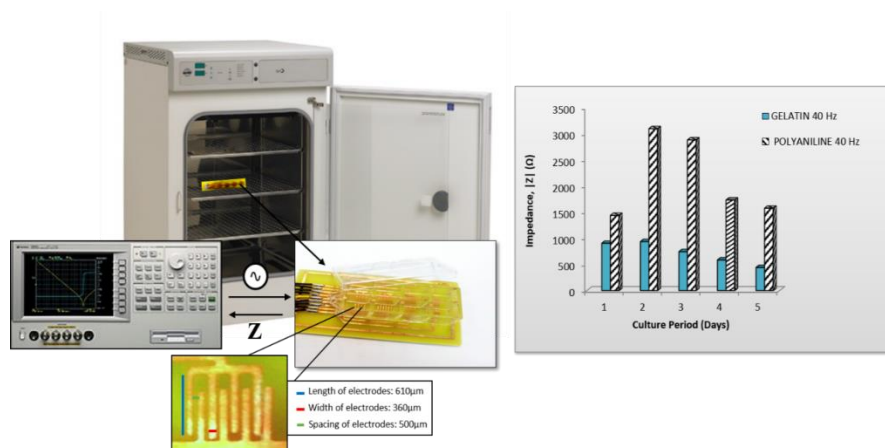 3500
3000
2500
2000
1500
1000
500
0
Impedance, |Z| (Ω)
1 2 3 4 5
Culture Period (Days)
GELATIN 40 Hz
POLYANILINE 40 Hz
Z
Length of electrodes: 610µm
Width of electrodes: 360µm
Spacing of electrodes: 500µm